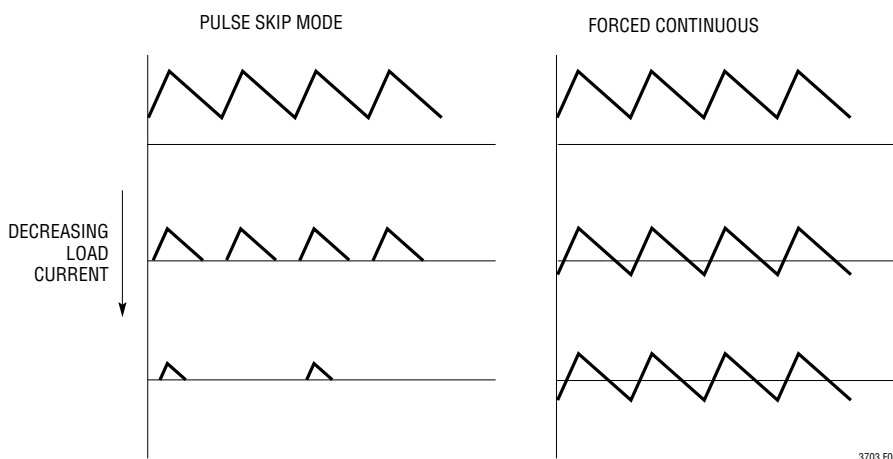 PULSE SKIP MODE
FORCED CONTINUOUS
DECREASING
LOAD
CURRENT
3703 F0